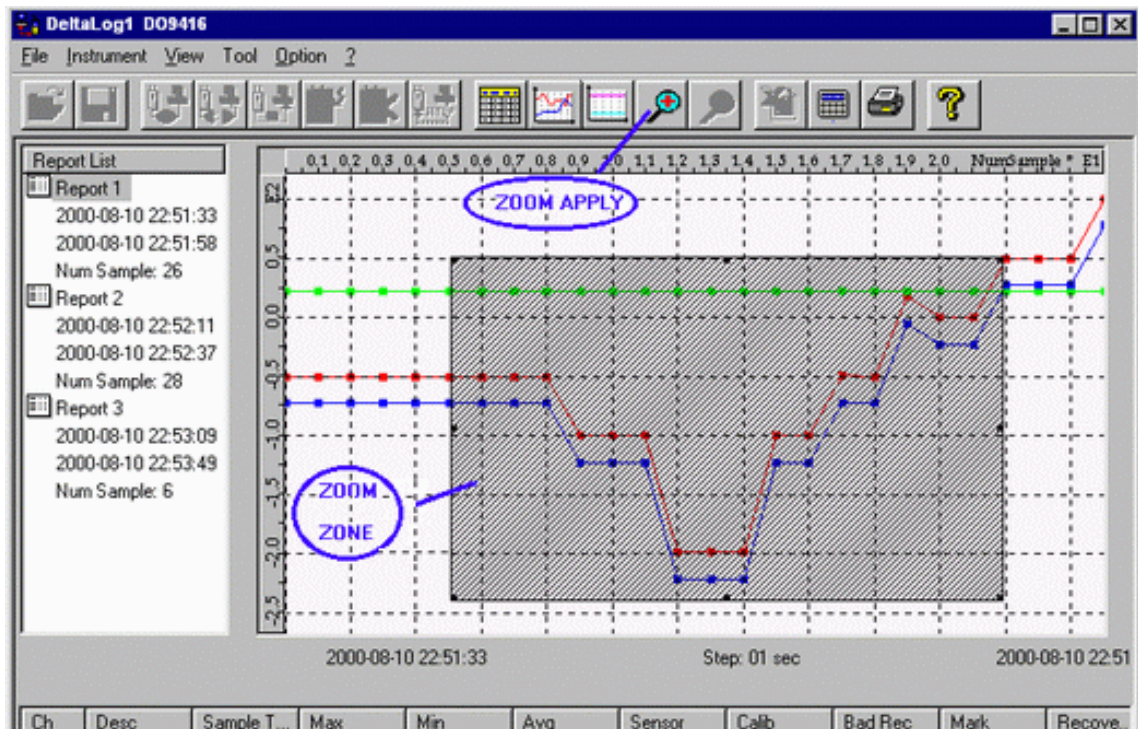 DeltaLog1 DO9416
File Instrument View Tool Option ?
Report List
Report 1
2000-08-10 22:51:33
2000-08-10 22:51:58
Num Sample: 26
Report 2
2000-08-10 22:52:11
2000-08-10 22:52:37
Num Sample: 28
Report 3
2000-08-10 22:53:09
2000-08-10 22:53:49
Num Sample: 6
0,1 0,2 0,3 0,4 0,5 0,6 0,7 0,8 0,9 1,0 1,1 1,2 1,3 1,4 1,5 1,6 1,7 1,8 1,9 2,0 NumSample * E1
E2
ZOOM APPLY
0,5
0,0
-0,5
-1,0
-1,5
-2,0
-2,5
ZOOM
ZONE
2000-08-10 22:51:33 Step: 01 sec 2000-08-10 22:51
Ch Desc Sample T... Max Min Avg Sensor Calib Bad Rec Mark Recove...